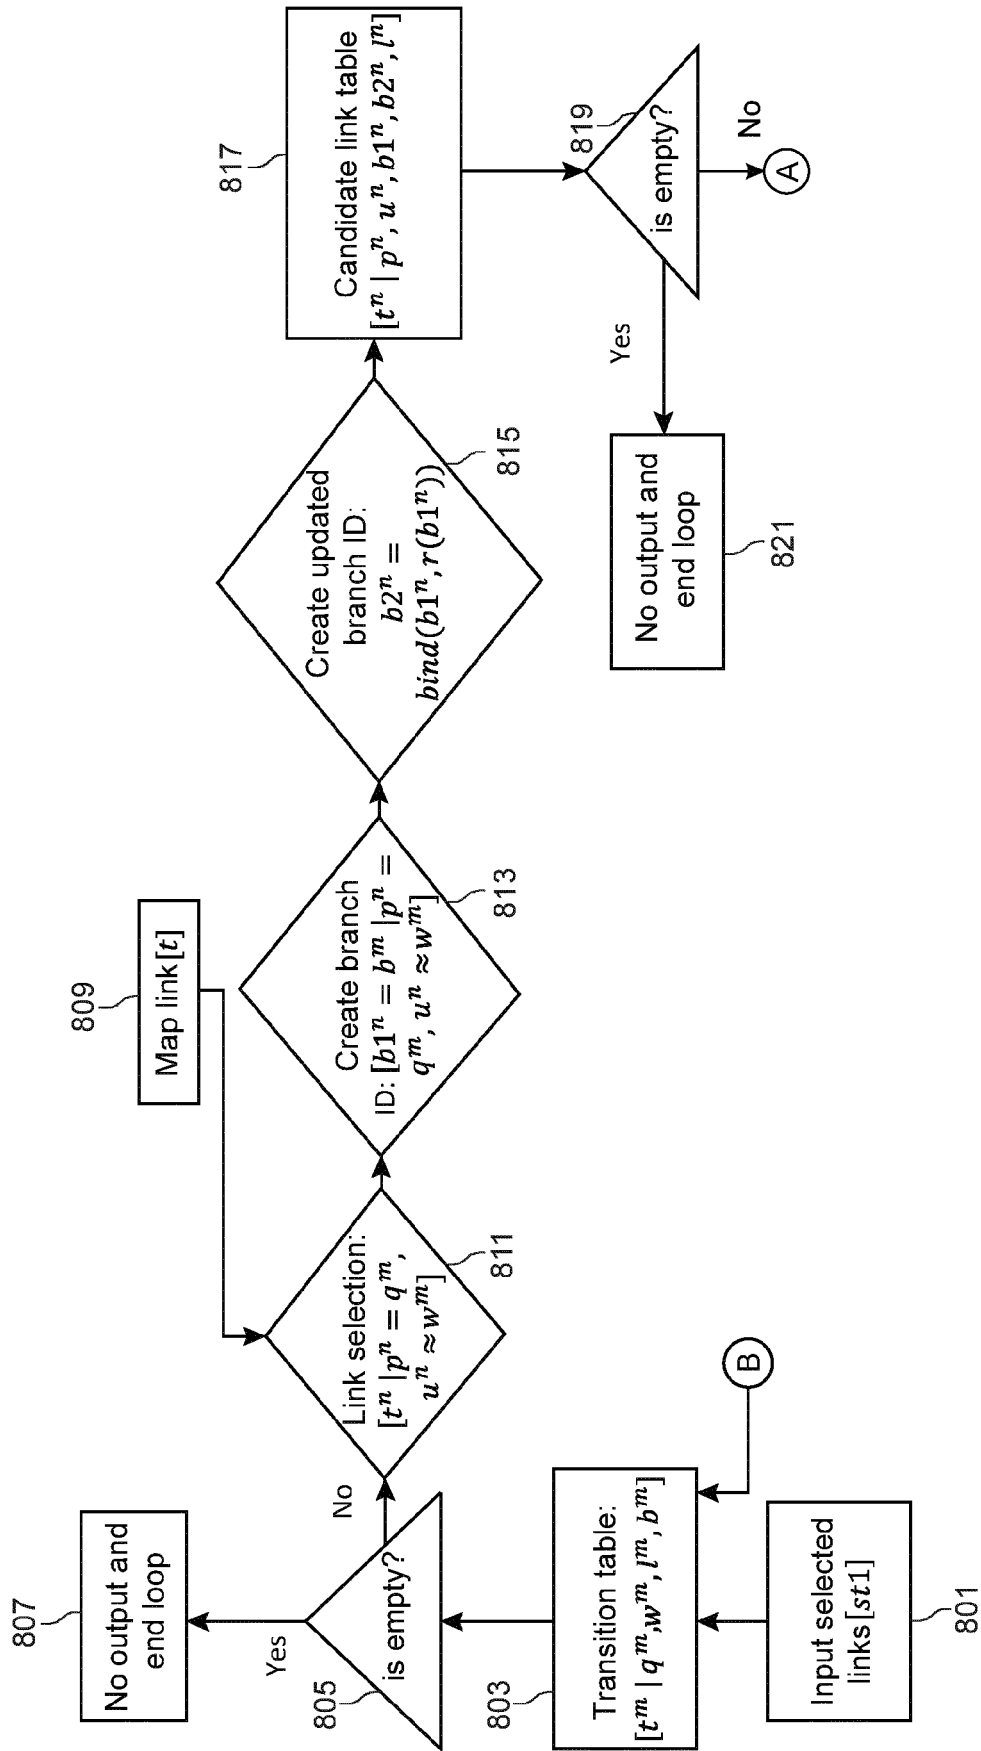 801
Input selected
links[st1]
803
Transition table:
[t^m | q^m,w^m, l^m, b^m]
B
805
is empty?
Yes
No
807
No output and
end loop
809
Map link[t]
811
Link selection:
[t^n |p^n = q^m,
u^n ≈w^m]
813
Create branch
ID: [b1^n = b^m |p^n =
q^m, u^n ≈w^m]
815
Create updated
branch ID:
b2^n =
bind(b1^n,r(b1^n))
817
Candidate link table
[t^n | p^n, u^n, b1^n, b2^n, l^n]
819
is empty?
Yes
No
821
No output and
end loop
A